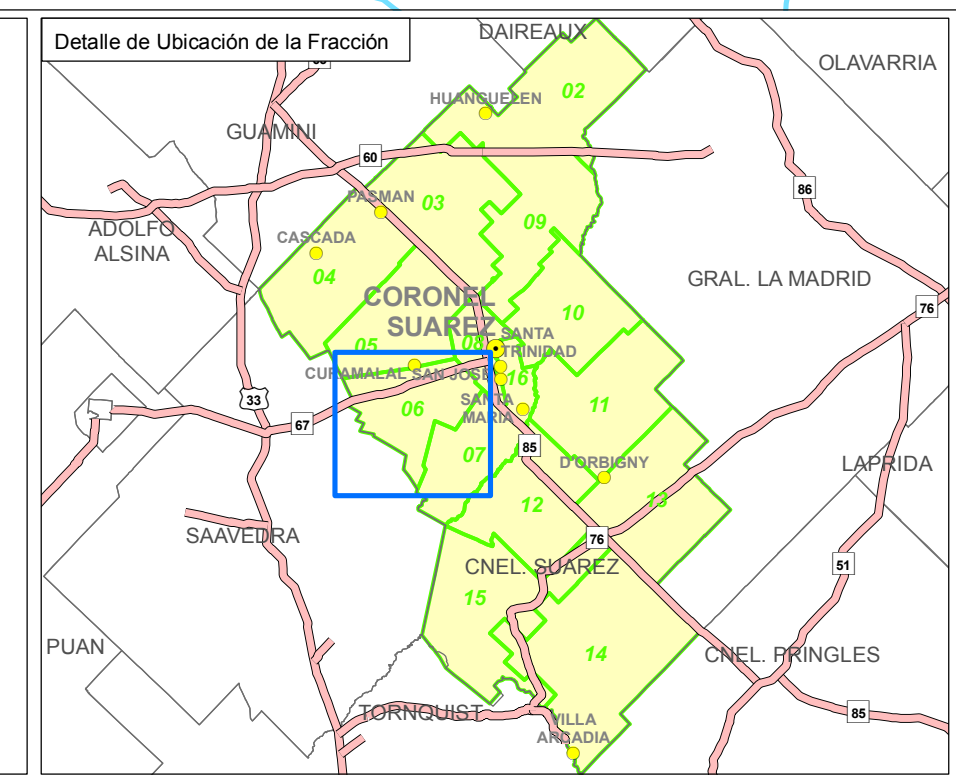 Detalle de Ubicación de la Fracción
DAIREAUX
OLAVARRIA
02
HUANGUELEN
GUAMINI
60
86
PASMAN
03
09
ADOLFO
ALSINA
CASCADA
04
GRAL. LA MADRID
CORONEL
SUAREZ
10
76
SANTA
TRINIDAD
05
08
CURAMALAL
SAN JOSE
16
33
06
SANTA
MARIA
11
67
85
07
D'ORBIGNY
LAPRIDA
12
13
SAAVEDRA
76
CNEL. SUAREZ
51
15
PUAN
14
CNEL. PRINGLES
TORNQUIST
85
VILLA
ARCADIA